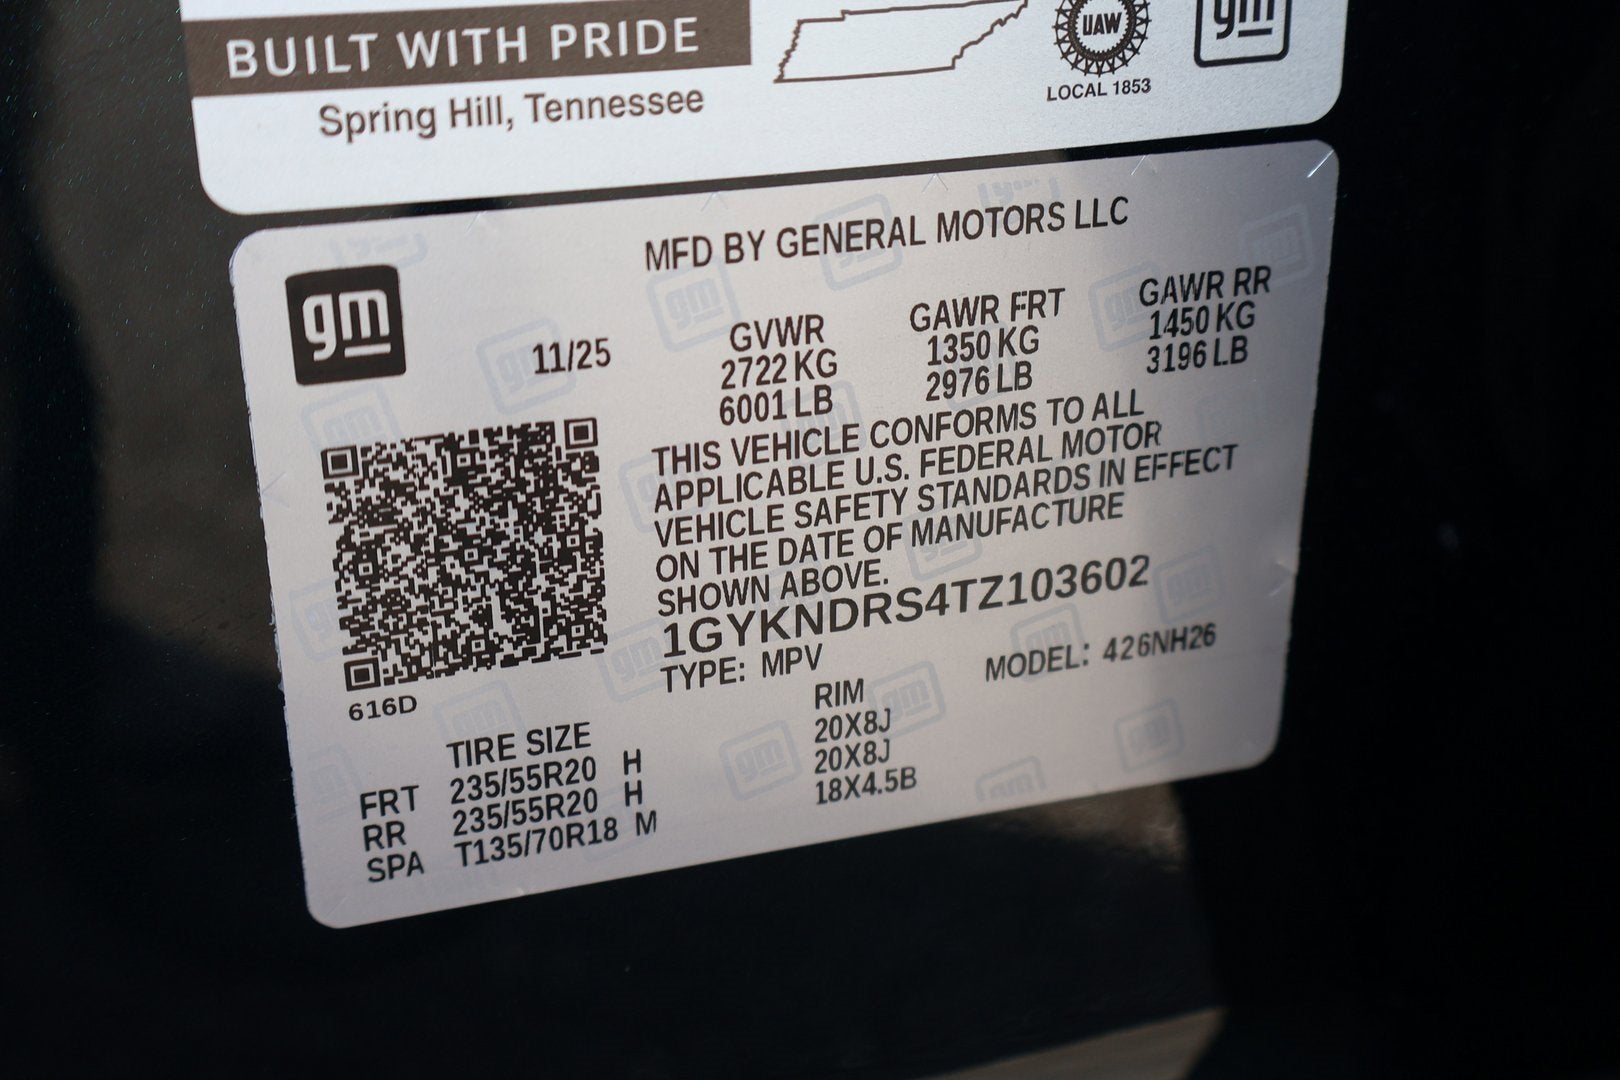 BUILT WITH PRIDE
Spring Hill, Tennessee
UAW
LOCAL 1853
gm
MFD BY GENERAL MOTORS LLC
gm
11/25
GVWR
2722 KG
6001 LB
GAWR FRT
1350 KG
2976 LB
GAWR RR
1450 KG
3196 LB
THIS VEHICLE CONFORMS TO ALL
APPLICABLE U.S. FEDERAL MOTOR
VEHICLE SAFETY STANDARDS IN EFFECT
ON THE DATE OF MANUFACTURE
SHOWN ABOVE.
1GYKNDRS4TZ103602
TYPE: MPV MODEL: 426NH26
616D
TIRE SIZE RIM
FRT 235/55R20 H 20X8J
RR 235/55R20 H 20X8J
SPA T135/70R18 M 18X4.5B